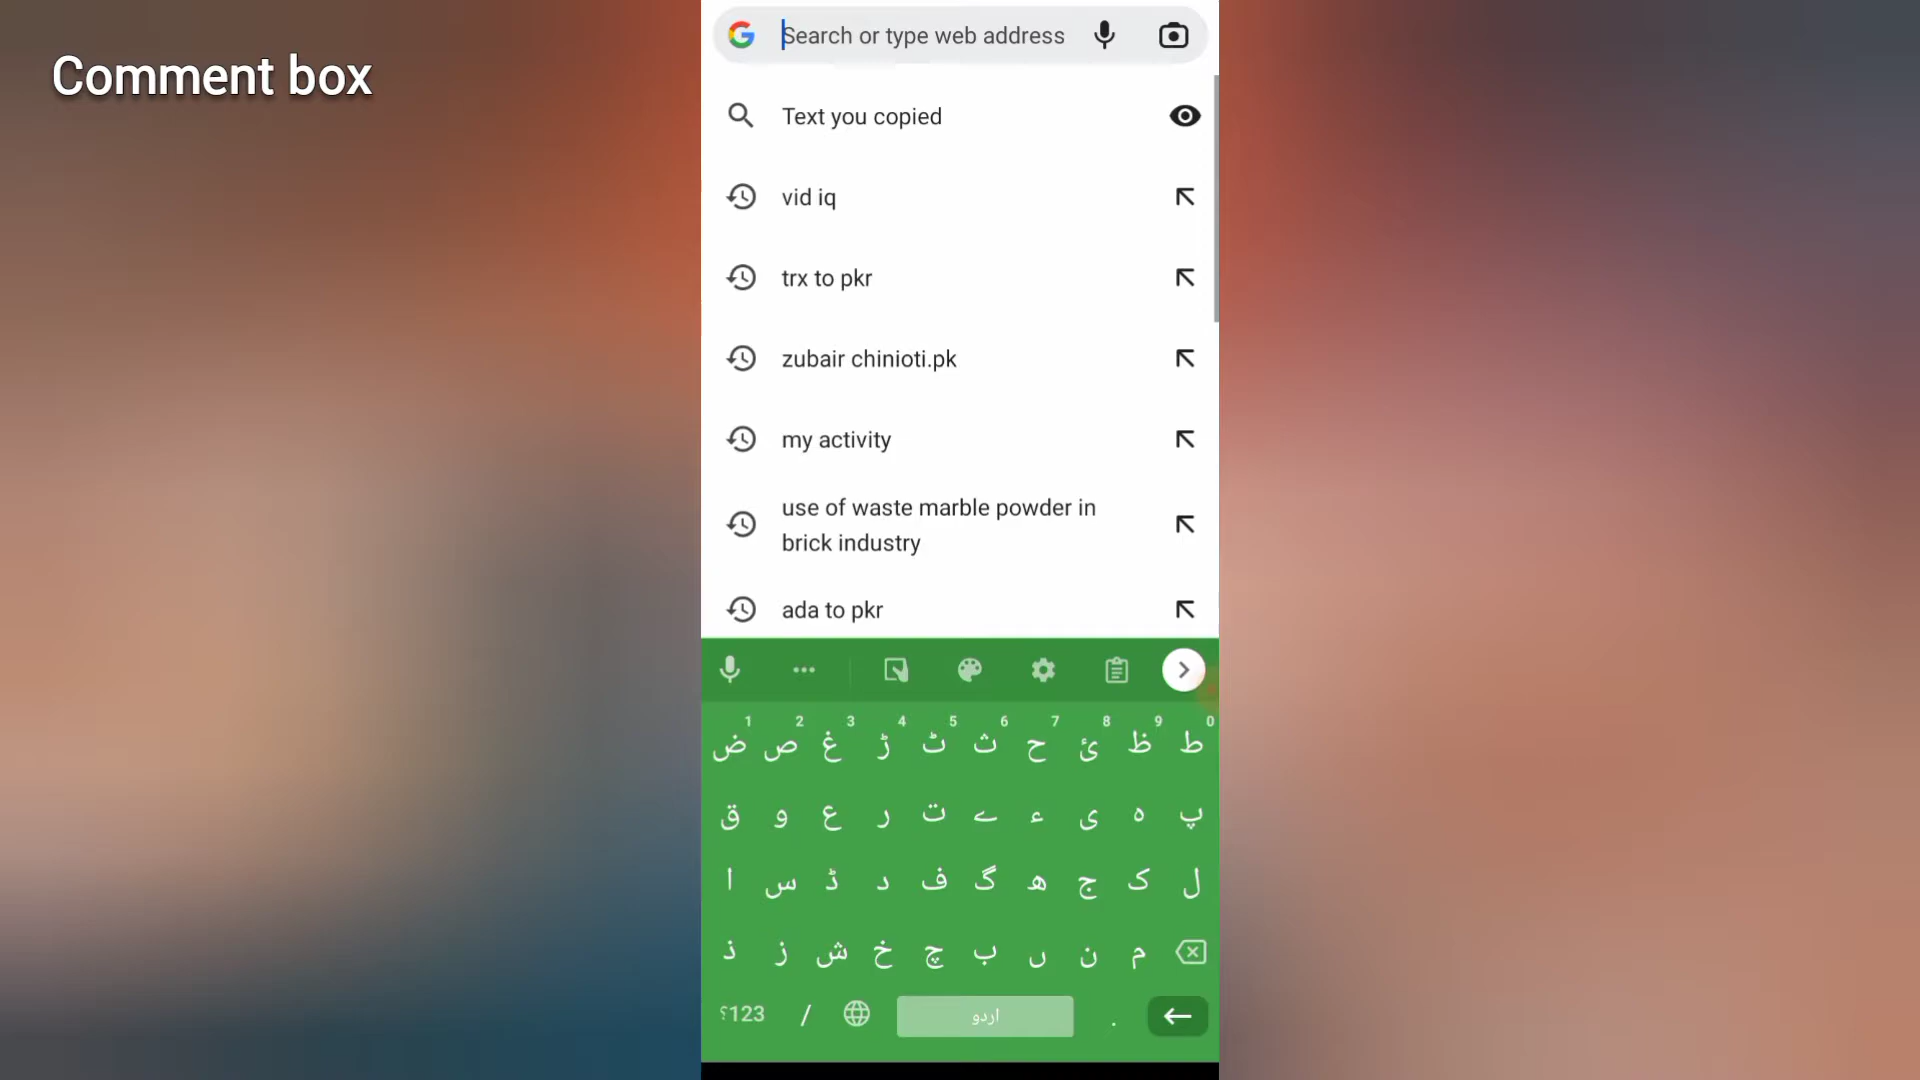 Comment box
Search or type web address
Text you copied
vid iq
trx to pkr
zubair chinioti.pk
my activity
use of waste marble powder in
brick industry
ada to pkr
1 2 3 4 5 6 7 8 9 0
ض ص غ ڑ ٹ ث ح ئ ظ ط
ق و ع ر ت ے ء ی ہ پ
ا س ڈ د ف گ ھ ج ک ل
ذ ز ش خ چ ب ں ن م
؟123 / اردو .